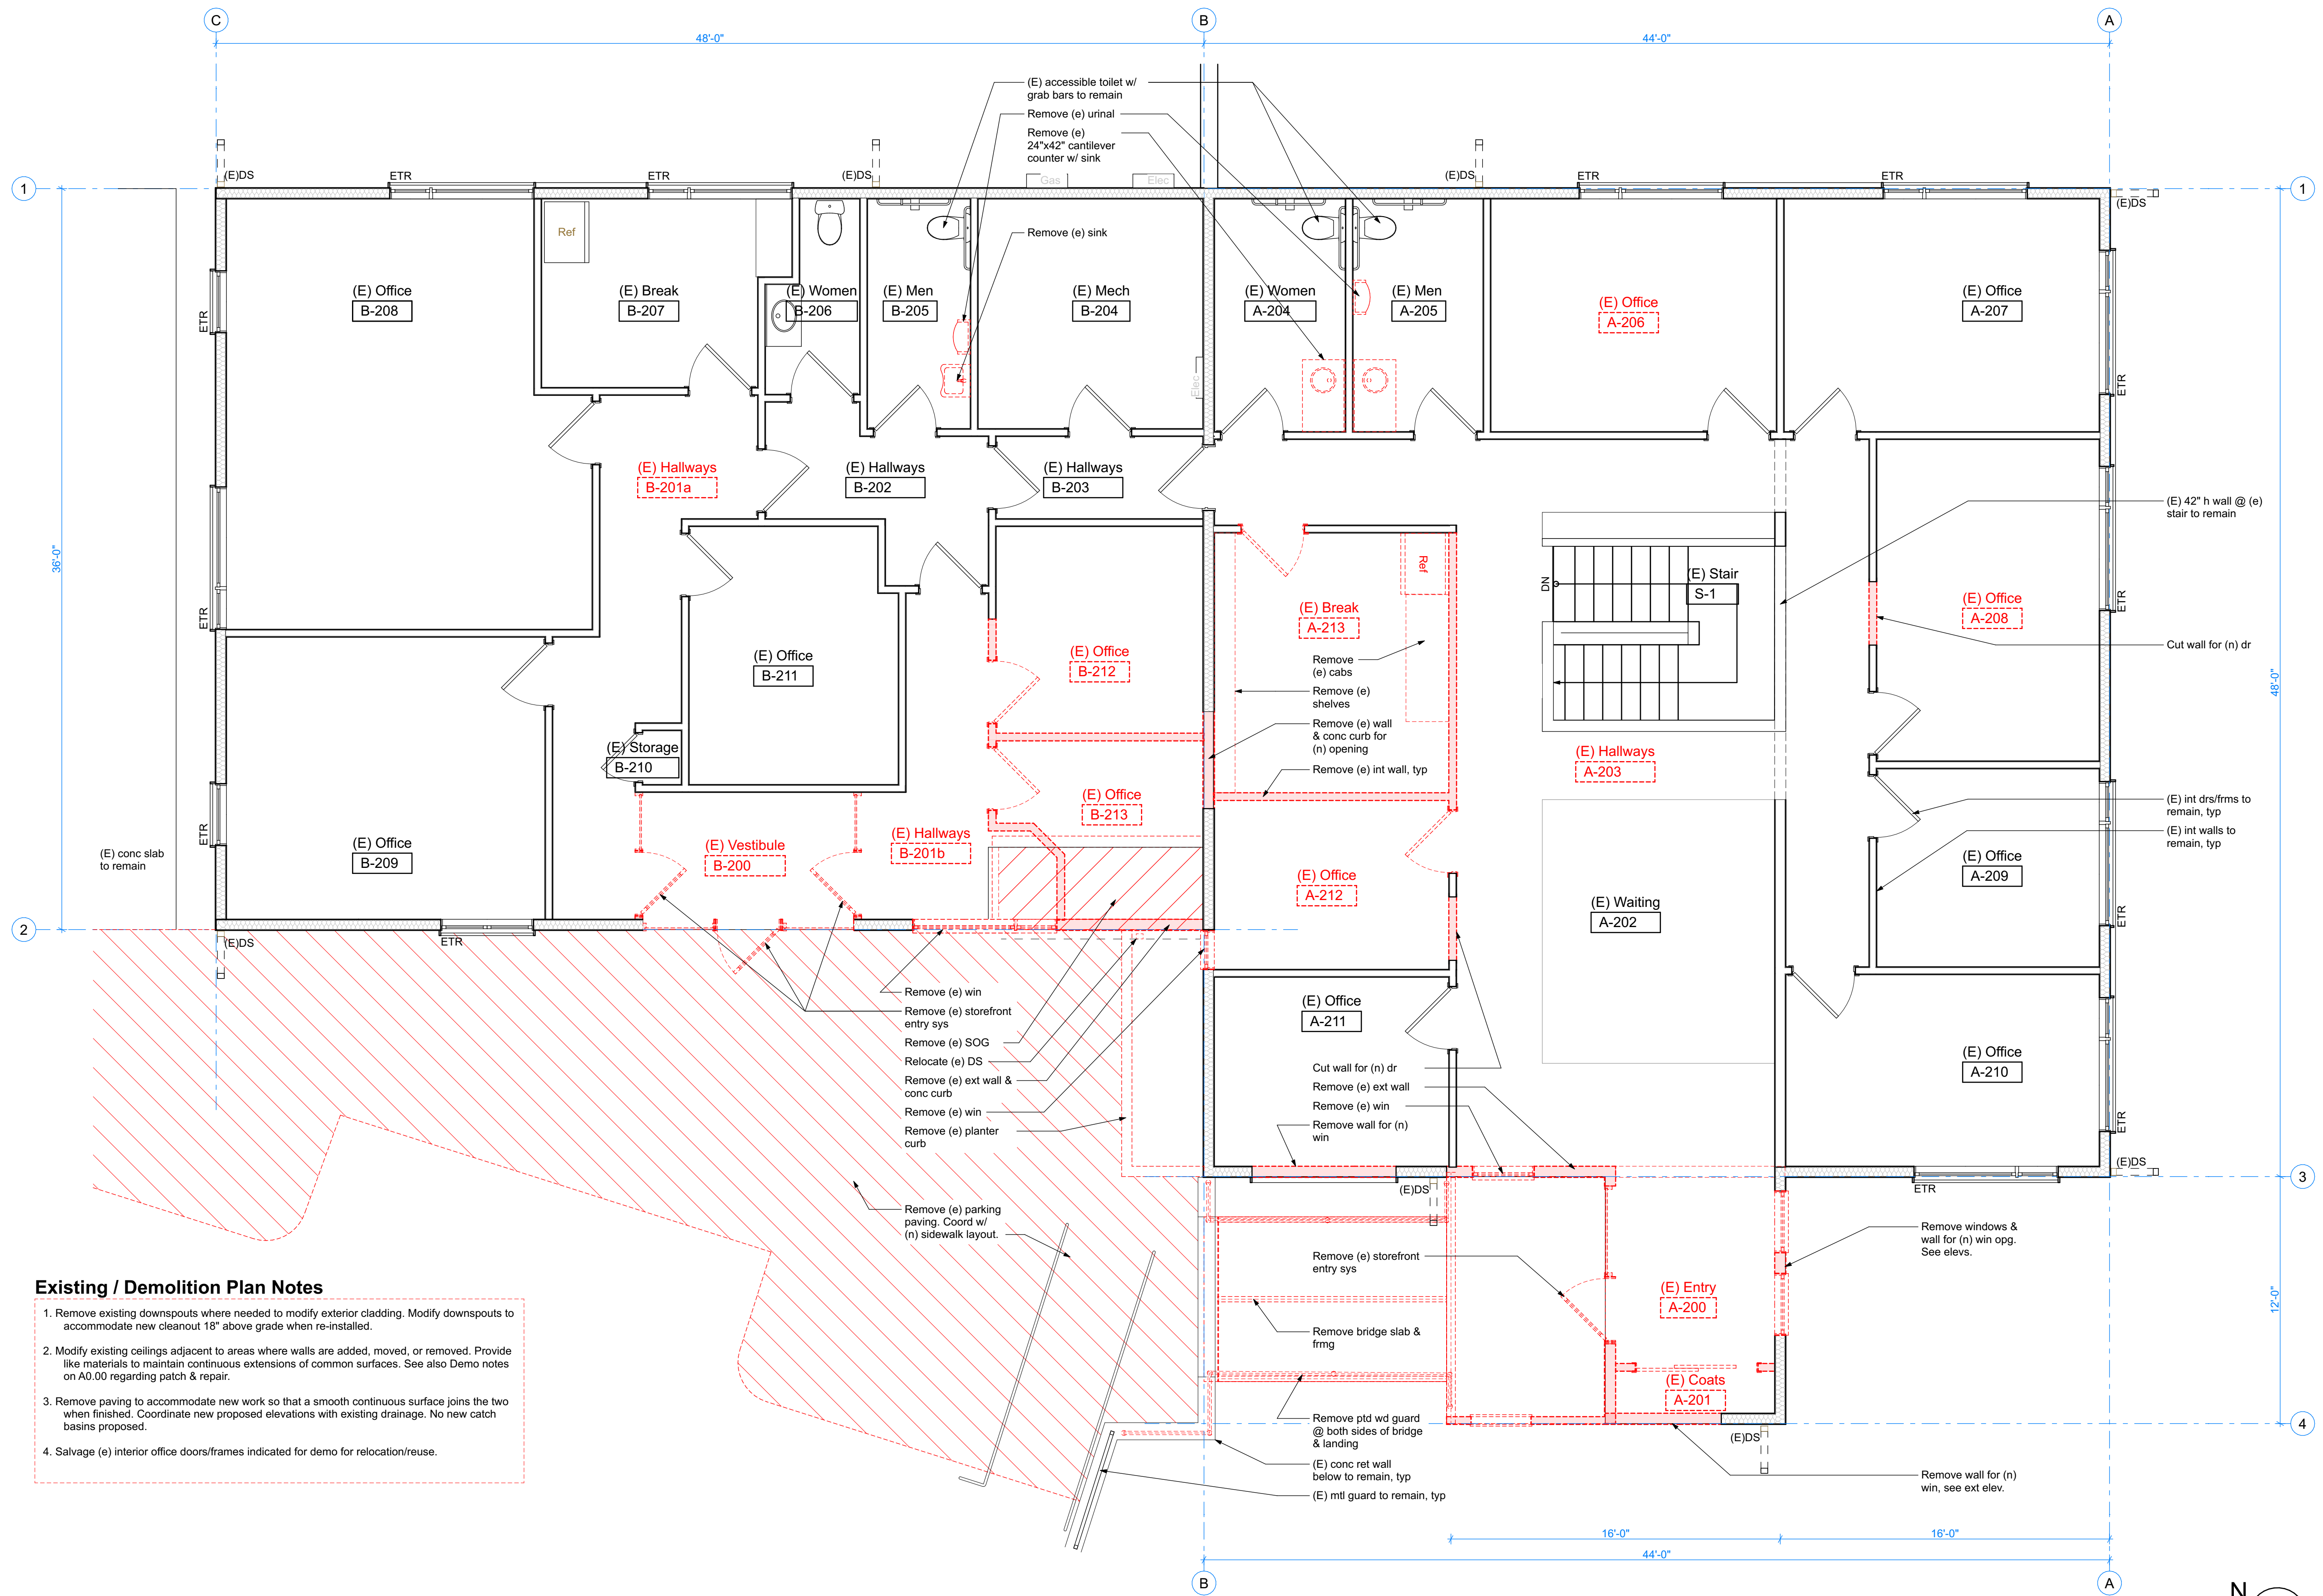 C
B
A
48'-0"
44'-0"
(E) accessible toilet w/
grab bars to remain
Remove (e) urinal
Remove (e)
24"x42" cantilever
counter w/ sink
(E)DS
ETR
ETR
(E)DS
Gas
Elec
(E)DS
ETR
ETR
1
1
(E)DS
Ref
Remove (e) sink
(E) Office
B-208
(E) Break
B-207
(E) Women
B-206
(E) Men
B-205
(E) Mech
B-204
(E) Women
A-204
(E) Men
A-205
(E) Office
A-206
(E) Office
A-207
ETR
Elec
ETR
(E) Hallways
B-201a
(E) Hallways
B-202
(E) Hallways
B-203
(E) 42" h wall @ (e)
stair to remain
36'-0"
Ref
DN
(E) Stair
S-1
ETR
ETR
(E) Break
A-213
(E) Office
A-208
Cut wall for (n) dr
(E) Office
B-211
(E) Office
B-212
Remove
(e) cabs
Remove (e)
shelves
Remove (e) wall
& conc curb for
(n) opening
Remove (e) int wall, typ
48'-0"
(E) Storage
B-210
(E) Hallways
A-203
(E) Office
B-213
(E) int drs/frms to
remain, typ
(E) int walls to
remain, typ
ETR
(E) conc slab
to remain
(E) Office
B-209
(E) Vestibule
B-200
(E) Hallways
B-201b
(E) Office
A-212
(E) Waiting
A-202
(E) Office
A-209
ETR
2
(E)DS
ETR
Remove (e) win
Remove (e) storefront
entry sys
Remove (e) SOG
Relocate (e) DS
Remove (e) ext wall &
conc curb
Remove (e) win
Remove (e) planter
curb
(E) Office
A-211
Cut wall for (n) dr
Remove (e) ext wall
Remove (e) win
Remove wall for (n)
win
(E) Office
A-210
ETR
(E)DS
(E)DS
ETR
3
Remove (e) parking
paving. Coord w/
(n) sidewalk layout.
Remove windows &
wall for (n) win opg.
See elevs.
Remove (e) storefront
entry sys
(E) Entry
A-200
12'-0"
Remove bridge slab &
frmg
(E) Coats
A-201
Existing / Demolition Plan Notes
1. Remove existing downspouts where needed to modify exterior cladding. Modify downspouts to
accommodate new cleanout 18" above grade when re-installed.
2. Modify existing ceilings adjacent to areas where walls are added, moved, or removed. Provide
like materials to maintain continuous extensions of common surfaces. See also Demo notes
on A0.00 regarding patch & repair.
3. Remove paving to accommodate new work so that a smooth continuous surface joins the two
when finished. Coordinate new proposed elevations with existing drainage. No new catch
basins proposed.
4. Salvage (e) interior office doors/frames indicated for demo for relocation/reuse.
Remove ptd wd guard
@ both sides of bridge
& landing
(E) conc ret wall
below to remain, typ
(E) mtl guard to remain, typ
(E)DS
4
Remove wall for (n)
win, see ext elev.
16'-0"
16'-0"
44'-0"
B
A
N